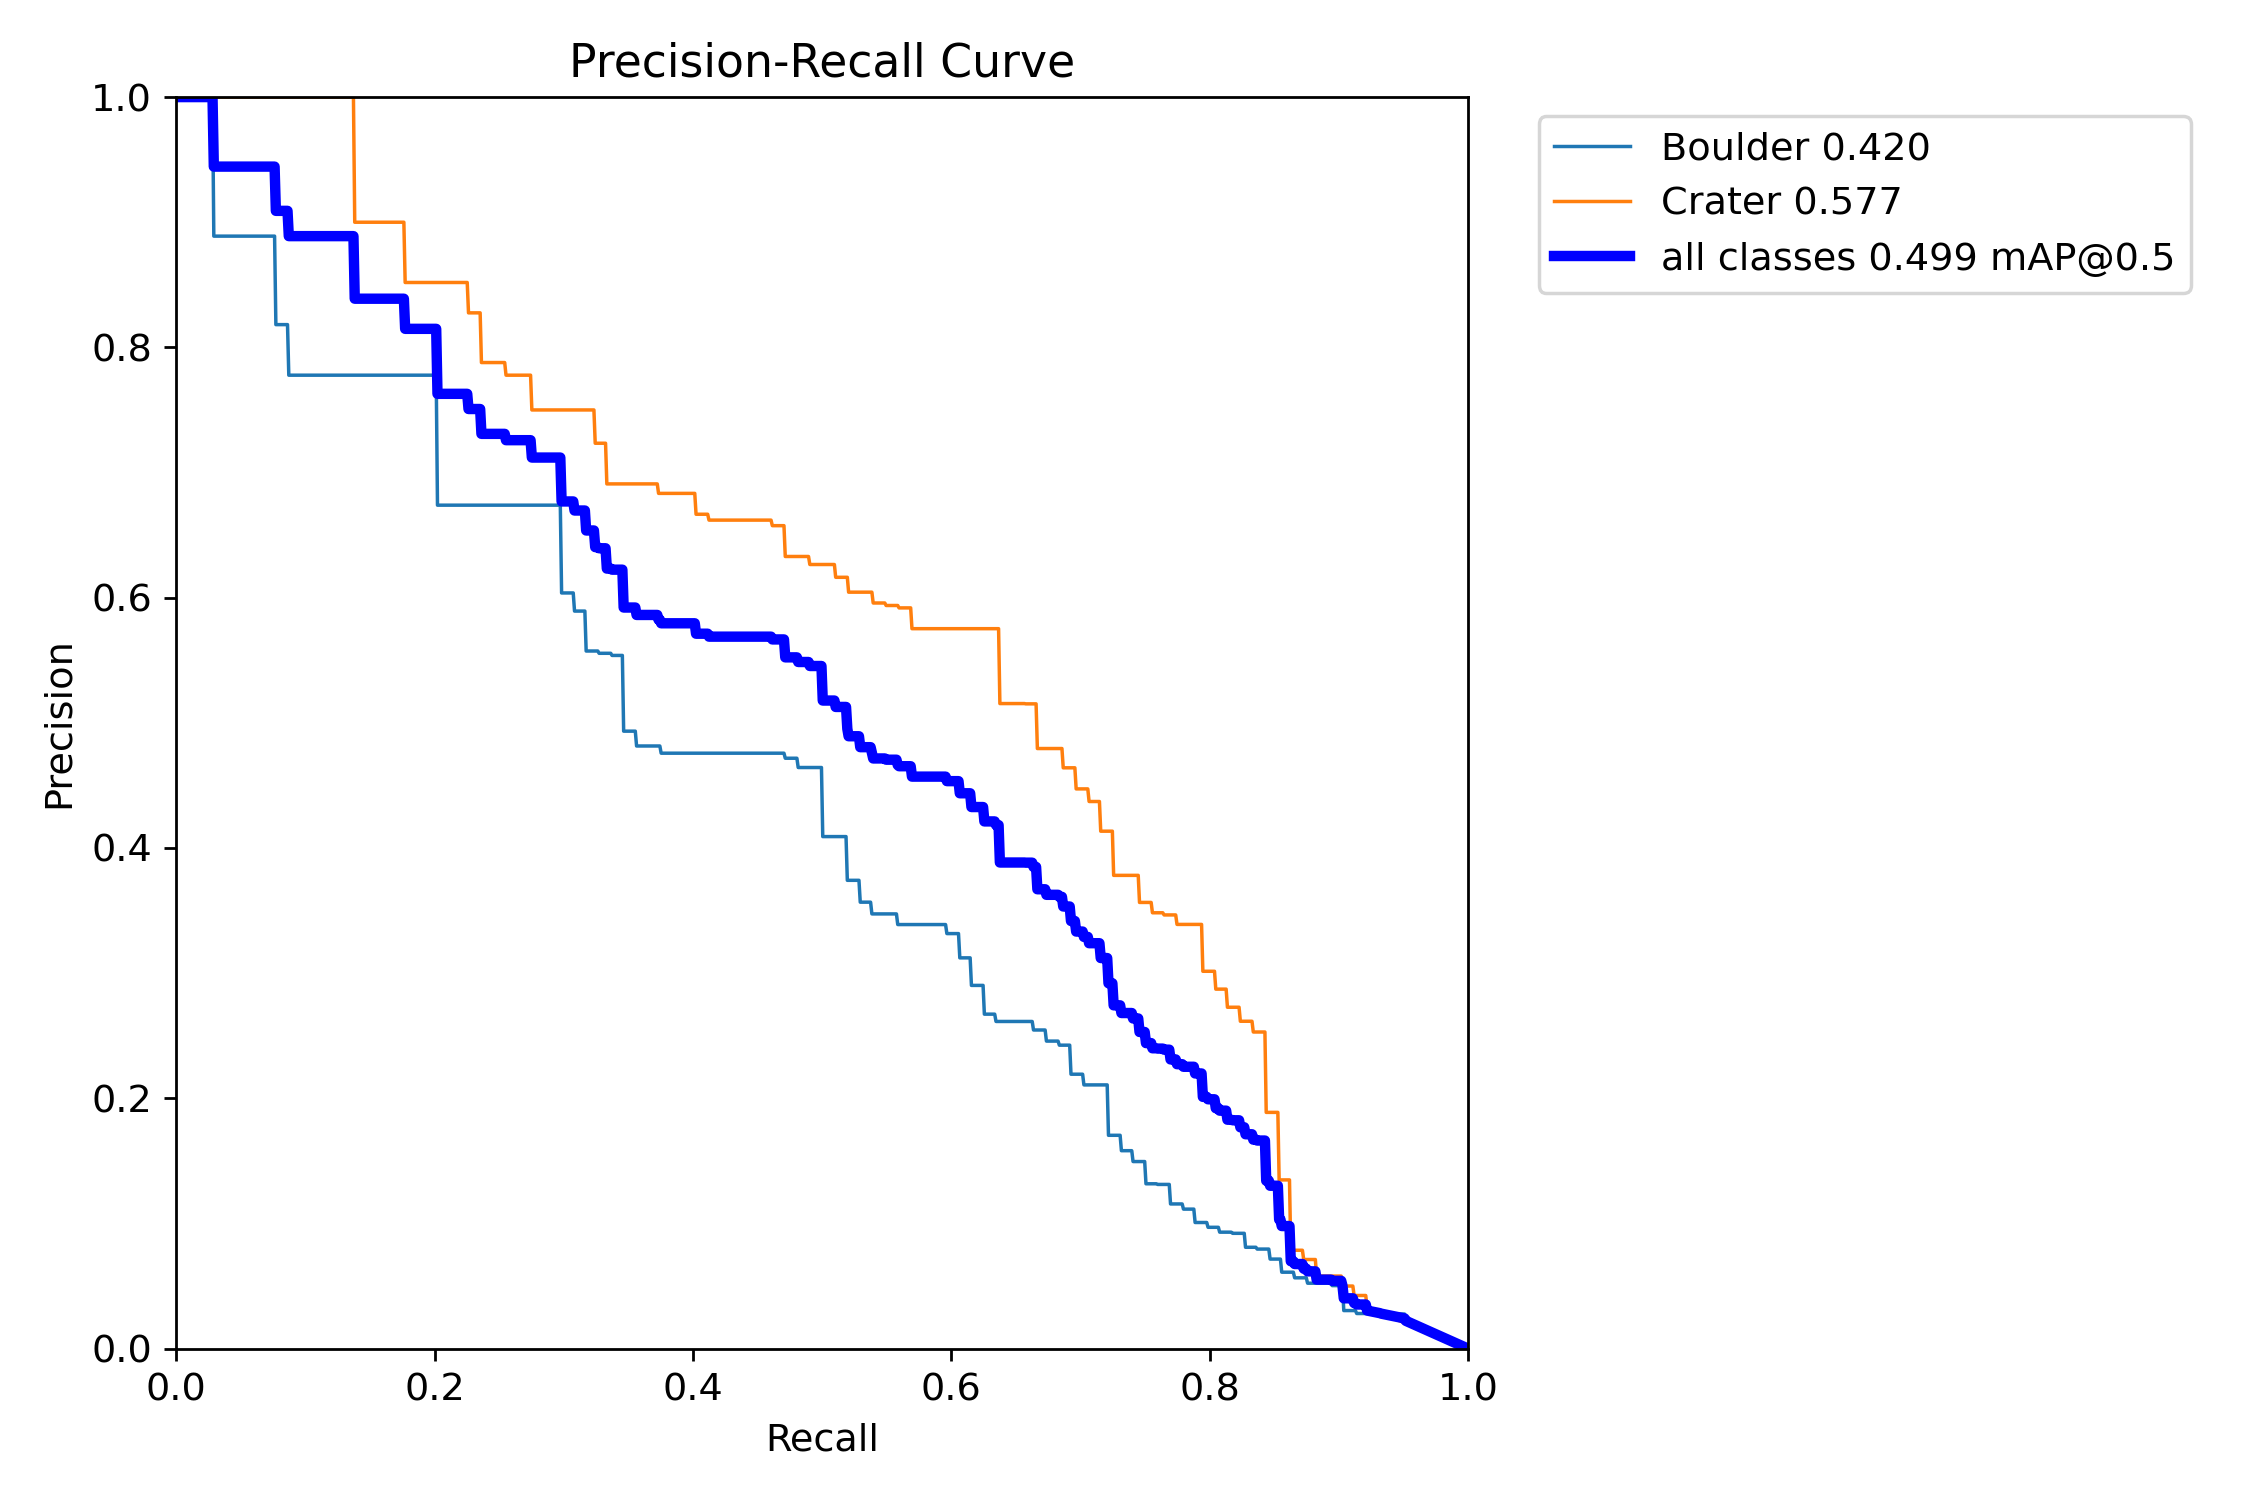 Precision-Recall Curve
1.0
0.8
0.6
0.4
0.2
0.0
Precision
0.0 0.2 0.4 0.6 0.8 1.0
Recall
Boulder 0.420
Crater 0.577
all classes 0.499 mAP@0.5